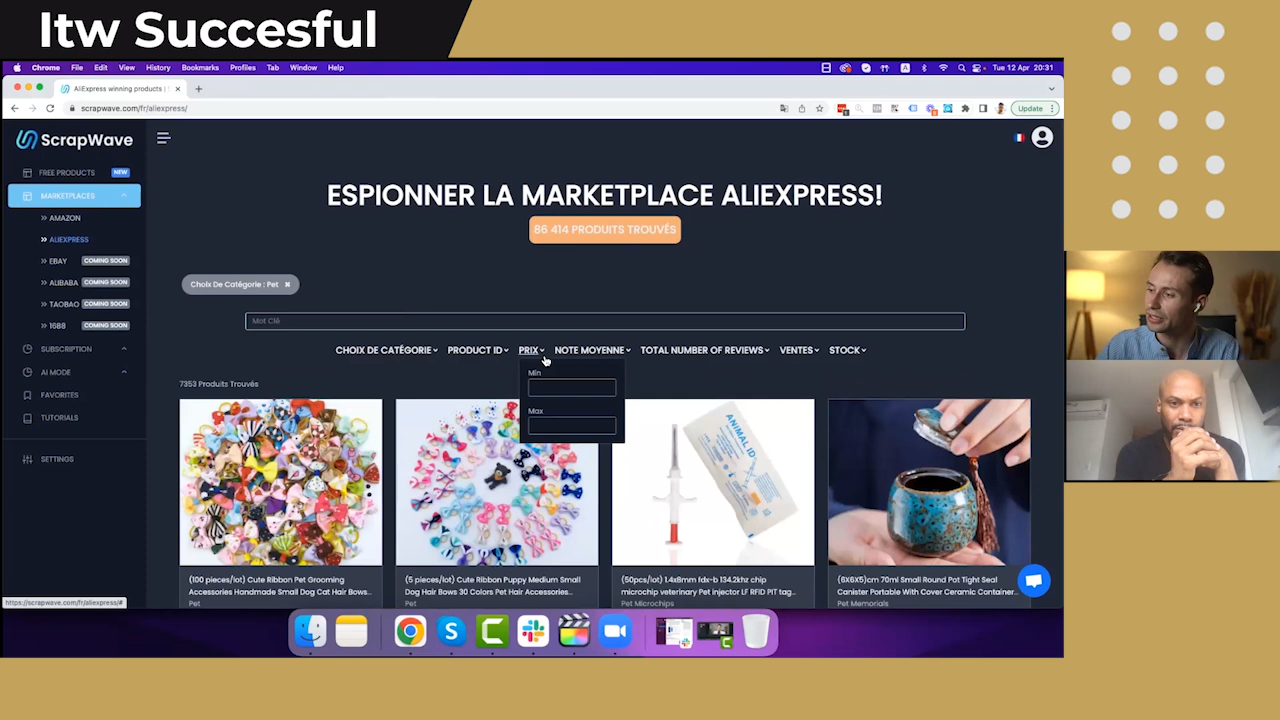 Itw Succesful
Chrome File Edit View History Bookmarks Profiles Tab Window Help
Tue 12 Apr 20:31
AliExpress winning products |
scrapwave.com/fr/aliexpress/
Update
ScrapWave
FREE PRODUCTS NEW
MARKETPLACES
AMAZON
ALIEXPRESS
EBAY COMING SOON
ALIBABA COMING SOON
TAOBAO COMING SOON
1688 COMING SOON
SUBSCRIPTION
AI MODE
FAVORITES
TUTORIALS
SETTINGS
ESPIONNER LA MARKETPLACE ALIEXPRESS!
86 414 PRODUITS TROUVÉS
Choix De Catégorie : Pet
Mot Clé
CHOIX DE CATÉGORIE PRODUCT ID PRIX NOTE MOYENNE TOTAL NUMBER OF REVIEWS VENTES STOCK
Min
Max
7353 Produits Trouvés
ANIMAL ID
(100 pieces/lot) Cute Ribbon Pet Grooming
Accessories Handmade Small Dog Cat Hair Bows...
Pet
(5 pieces/lot) Cute Ribbon Puppy Medium Small
Dog Hair Bows 30 Colors Pet Hair Accessories...
Pet
(50pcs/lot) 1.4x8mm fdx-b 134.2khz chip
microchip veterinary Pet injector LF RFID PIT tag...
Pet Microchips
(6X6X5)cm 70ml Small Round Pot Tight Seal
Canister Portable With Cover Ceramic Container...
Pet Memorials
https://scrapwave.com/fr/aliexpress/#